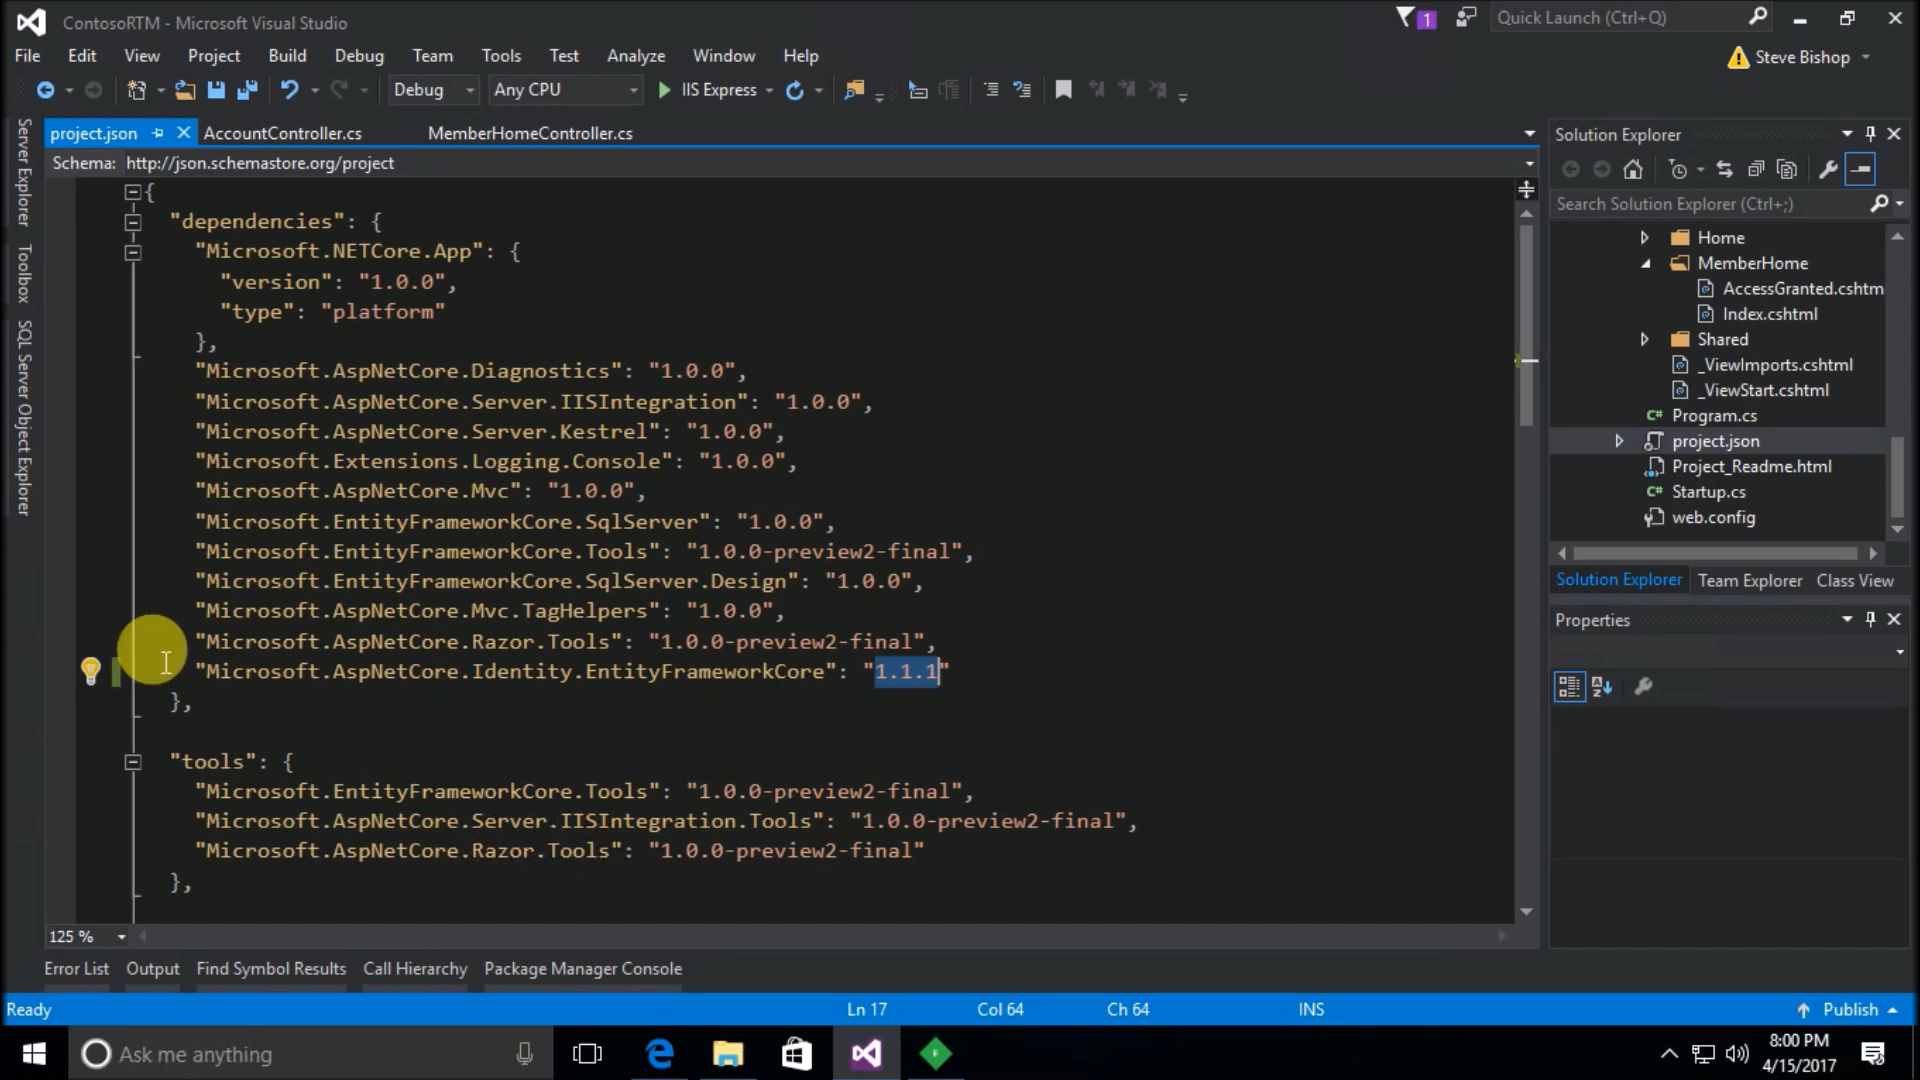 ContosoRTM - Microsoft Visual Studio
1
Quick Launch (Ctrl+Q)
File Edit View Project Build Debug Team Tools Test Analyze Window Help
Steve Bishop
Debug Any CPU IIS Express
project.json AccountController.cs MemberHomeController.cs
Schema: http://json.schemastore.org/project
Server Explorer
Toolbox
SQL Server Object Explorer
{
"dependencies": {
"Microsoft.NETCore.App": {
"version": "1.0.0",
"type": "platform"
},
"Microsoft.AspNetCore.Diagnostics": "1.0.0",
"Microsoft.AspNetCore.Server.IISIntegration": "1.0.0",
"Microsoft.AspNetCore.Server.Kestrel": "1.0.0",
"Microsoft.Extensions.Logging.Console": "1.0.0",
"Microsoft.AspNetCore.Mvc": "1.0.0",
"Microsoft.EntityFrameworkCore.SqlServer": "1.0.0",
"Microsoft.EntityFrameworkCore.Tools": "1.0.0-preview2-final",
"Microsoft.EntityFrameworkCore.SqlServer.Design": "1.0.0",
"Microsoft.AspNetCore.Mvc.TagHelpers": "1.0.0",
"Microsoft.AspNetCore.Razor.Tools": "1.0.0-preview2-final",
"Microsoft.AspNetCore.Identity.EntityFrameworkCore": "1.1.1"
},
"tools": {
"Microsoft.EntityFrameworkCore.Tools": "1.0.0-preview2-final",
"Microsoft.AspNetCore.Server.IISIntegration.Tools": "1.0.0-preview2-final",
"Microsoft.AspNetCore.Razor.Tools": "1.0.0-preview2-final"
},
125 %
Solution Explorer
Search Solution Explorer (Ctrl+;)
Home
MemberHome
AccessGranted.cshtm
Index.cshtml
Shared
_ViewImports.cshtml
_ViewStart.cshtml
Program.cs
project.json
Project_Readme.html
Startup.cs
web.config
Solution Explorer Team Explorer Class View
Properties
Error List Output Find Symbol Results Call Hierarchy Package Manager Console
Ready Ln 17 Col 64 Ch 64 INS Publish
Ask me anything
8:00 PM
4/15/2017